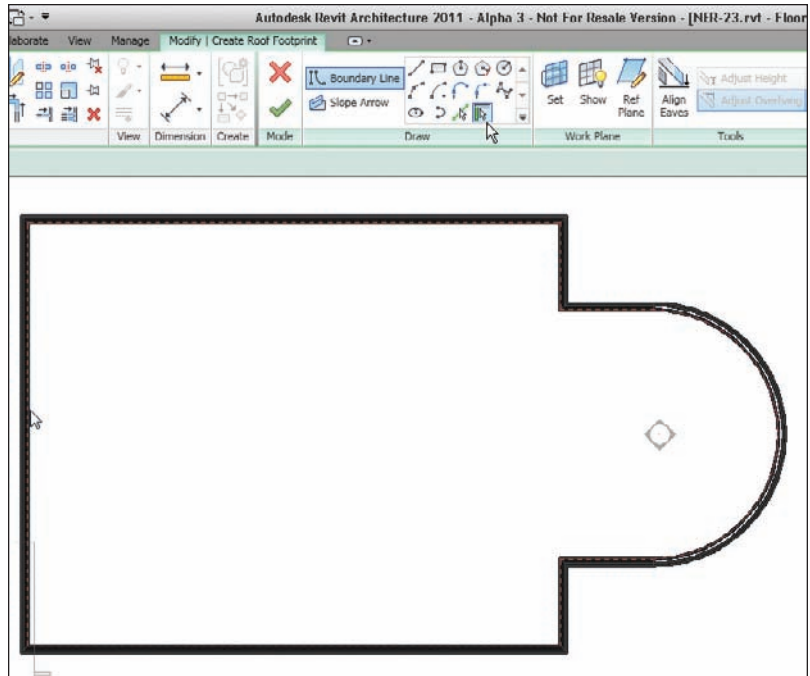 Autodesk Revit Architecture 2011 - Alpha 3 - Not For Resale Version - [NER-23.rvt - Floor
laborate View Manage Modify | Create Roof Footprint
Boundary Line
Slope Arrow
Set Show Ref Plane
Align Eaves
Adjust Height
Adjust Overhang
View Dimension Create Mode Draw Work Plane Tools